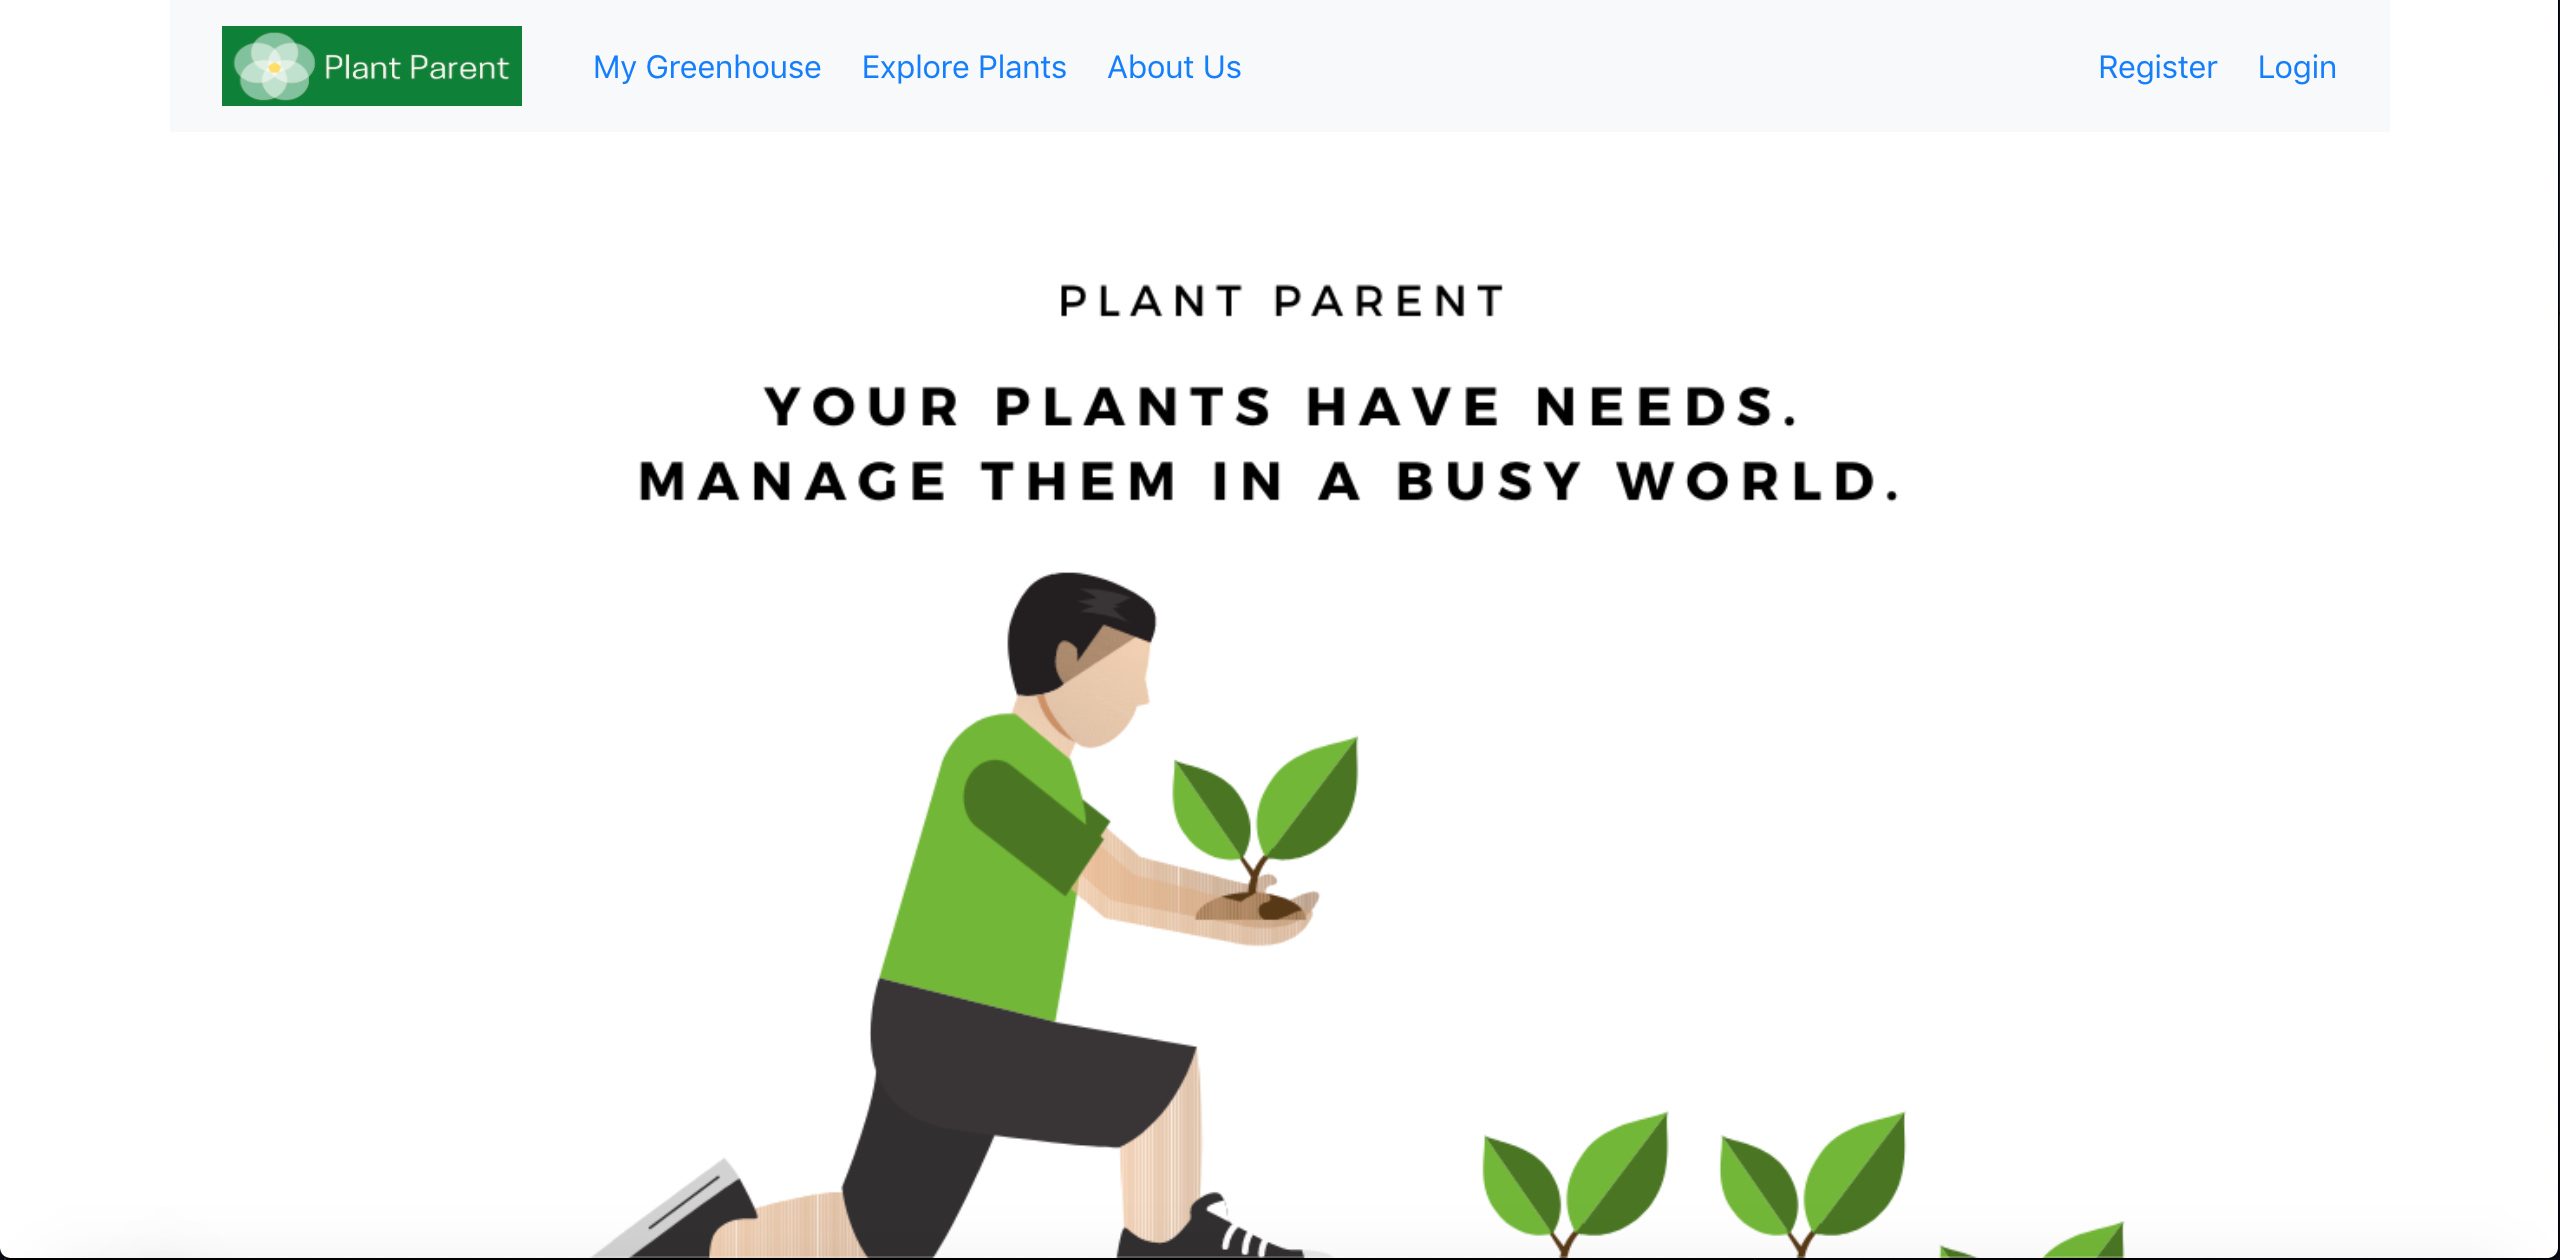 Plant Parent My Greenhouse Explore Plants About Us Register Login
PLANT PARENT
YOUR PLANTS HAVE NEEDS.
MANAGE THEM IN A BUSY WORLD.